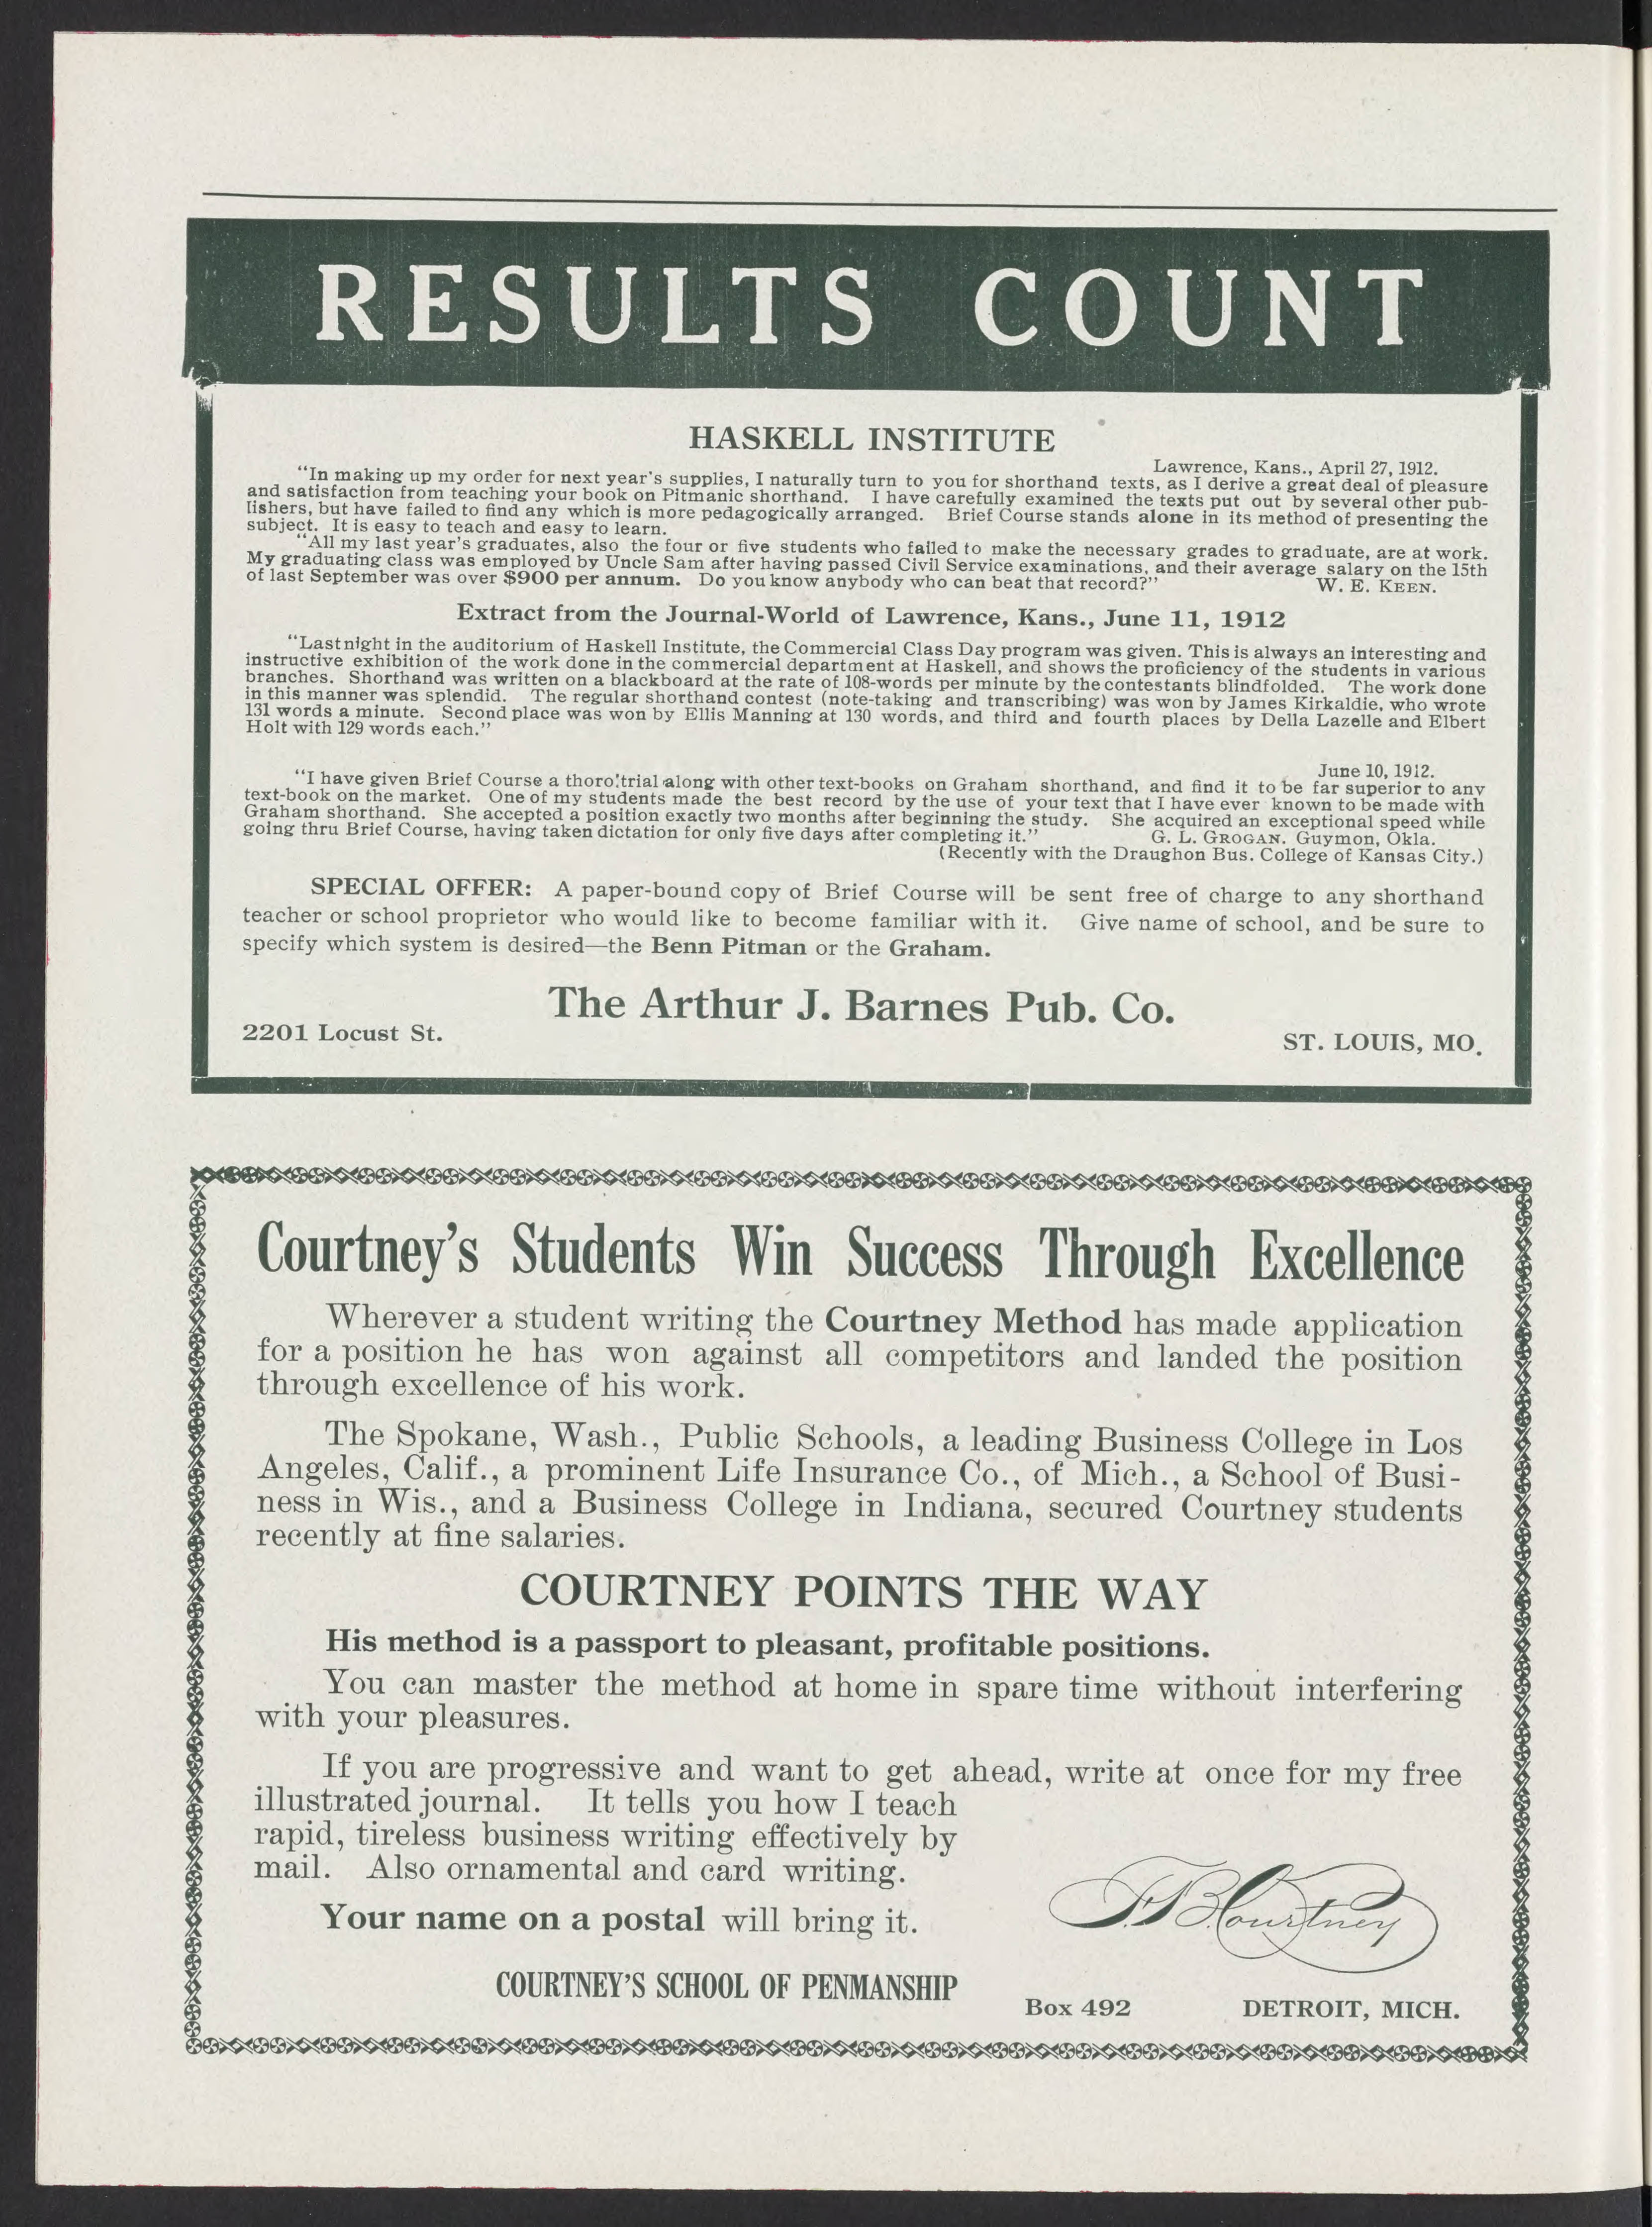 RESULTS COUNT
HASKELL INSTITUTE
Lawrence, Kans., April 27, 1912.
"In making up my order for next year's supplies, I naturally turn to you for shorthand texts, as I derive a great deal of pleasure
and satisfaction from teaching your book on Pitmanic shorthand. I have carefully examined the texts put out by several other pub-
lishers, but have failed to find any which is more pedagogically arranged. Brief Course stands alone in its method of presenting the
subject. It is easy to teach and easy to learn.
"All my last year's graduates, also the four or five students who failed to make the necessary grades to graduate, are at work.
My graduating class was employed by Uncle Sam after having passed Civil Service examinations, and their average salary on the 15th
of last September was over $900 per annum. Do you know anybody who can beat that record?" W. E. KEEN.
Extract from the Journal-World of Lawrence, Kans., June 11, 1912
"Last night in the auditorium of Haskell Institute, the Commercial Class Day program was given. This is always an interesting and
instructive exhibition of the work done in the commercial department at Haskell, and shows the proficiency of the students in various
branches. Shorthand was written on a blackboard at the rate of 108-words per minute by the contestants blindfolded. The work done
in this manner was splendid. The regular shorthand contest (note-taking and transcribing) was won by James Kirkaldie, who wrote
131 words a minute. Second place was won by Ellis Manning at 130 words, and third and fourth places by Della Lazelle and Elbert
Holt with 129 words each."
June 10, 1912.
"I have given Brief Course a thoro' trial along with other text-books on Graham shorthand, and find it to be far superior to any
text-book on the market. One of my students made the best record by the use of your text that I have ever known to be made with
Graham shorthand. She accepted a position exactly two months after beginning the study. She acquired an exceptional speed while
going thru Brief Course, having taken dictation for only five days after completing it." G. L. GROGAN. Guymon, Okla.
(Recently with the Draughon Bus. College of Kansas City.)
SPECIAL OFFER: A paper-bound copy of Brief Course will be sent free of charge to any shorthand
teacher or school proprietor who would like to become familiar with it. Give name of school, and be sure to
specify which system is desired—the Benn Pitman or the Graham.
The Arthur J. Barnes Pub. Co.
2201 Locust St. ST. LOUIS, MO.
Courtney's Students Win Success Through Excellence
Wherever a student writing the Courtney Method has made application
for a position he has won against all competitors and landed the position
through excellence of his work.
The Spokane, Wash., Public Schools, a leading Business College in Los
Angeles, Calif., a prominent Life Insurance Co., of Mich., a School of Busi-
ness in Wis., and a Business College in Indiana, secured Courtney students
recently at fine salaries.
COURTNEY POINTS THE WAY
His method is a passport to pleasant, profitable positions.
You can master the method at home in spare time without interfering
with your pleasures.
If you are progressive and want to get ahead, write at once for my free
illustrated journal. It tells you how I teach
rapid, tireless business writing effectively by
mail. Also ornamental and card writing.
Your name on a postal will bring it.
F. B. Courtney
COURTNEY'S SCHOOL OF PENMANSHIP
Box 492 DETROIT, MICH.